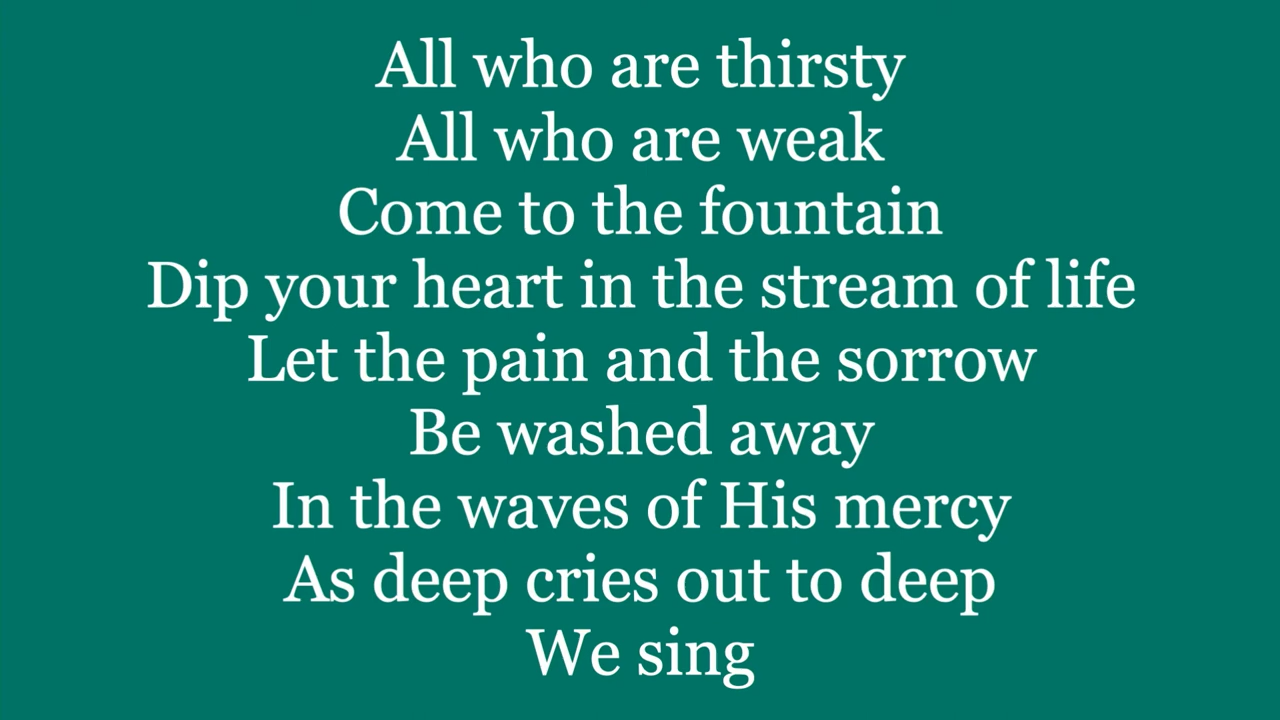 All who are thirsty
All who are weak
Come to the fountain
Dip your heart in the stream of life
Let the pain and the sorrow
Be washed away
In the waves of His mercy
As deep cries out to deep
We sing